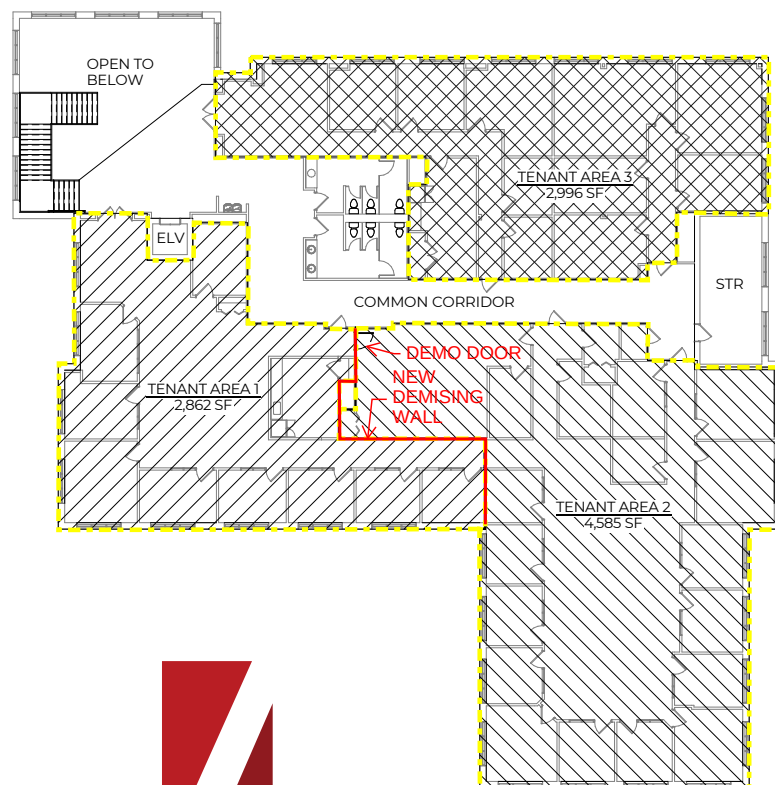 OPEN TO
BELOW
TENANT AREA 3
2,996 SF
ELV
STR
COMMON CORRIDOR
DEMO DOOR
NEW
DEMISING
WALL
TENANT AREA 1
2,862 SF
TENANT AREA 2
4,585 SF